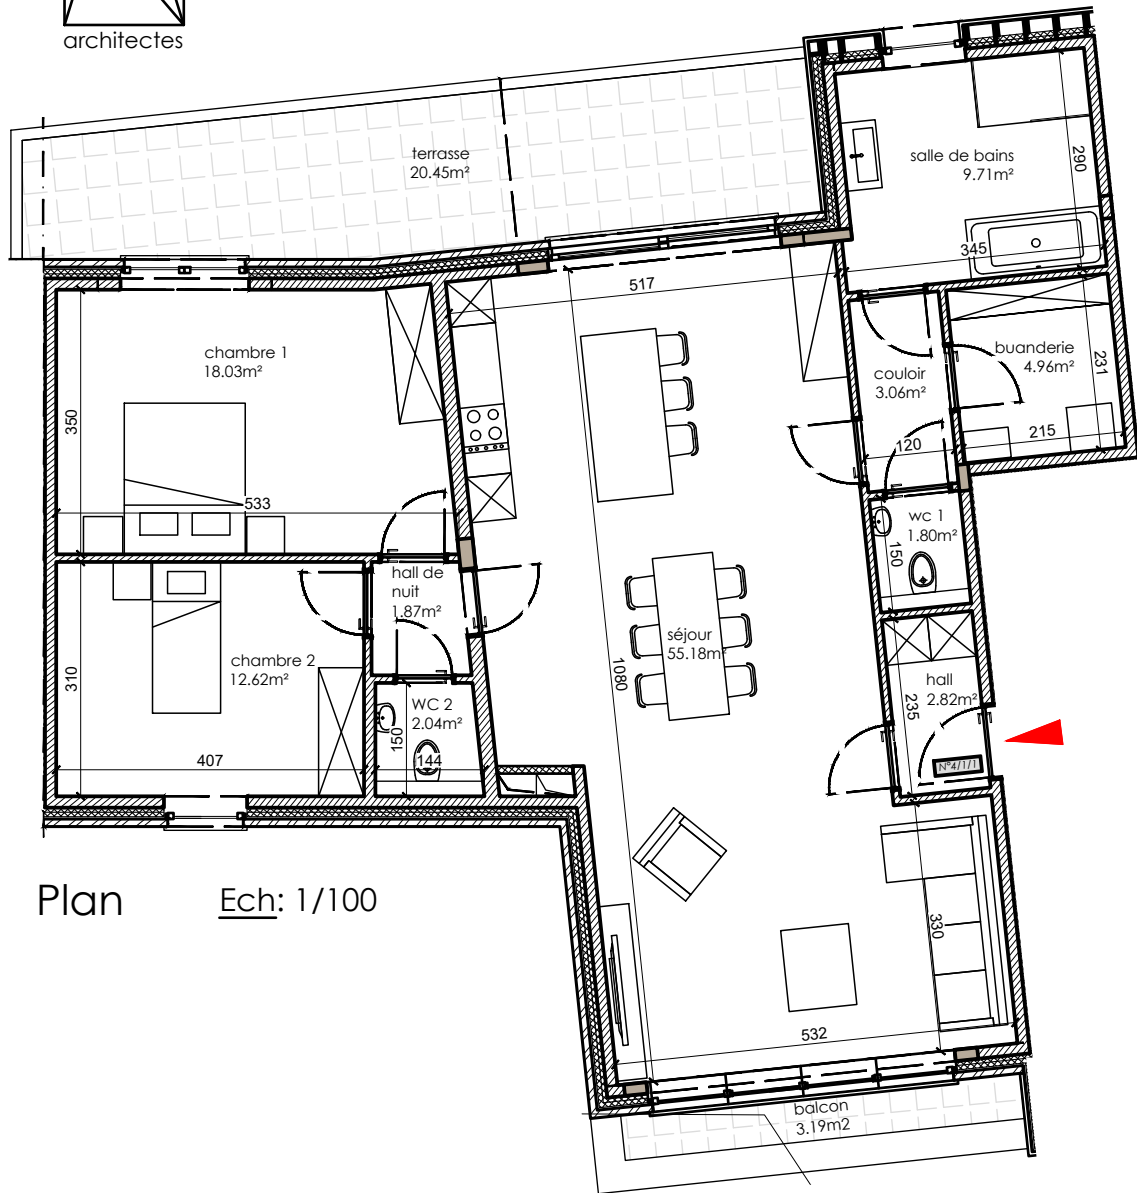 architectes
terrasse
20.45m²
salle de bains
9.71m²
290
345
517
chambre 1
18.03m²
buanderie
4.96m²
231
couloir
3.06m²
350
120
215
533
wc 1
1.80m²
150
hall de
nuit
1.87m²
séjour
55.18m²
chambre 2
12.62m²
310
1080
hall
2.82m²
235
WC 2
2.04m²
150
407
144
N°4/1/1
Plan
Ech: 1/100
330
532
balcon
3.19m2